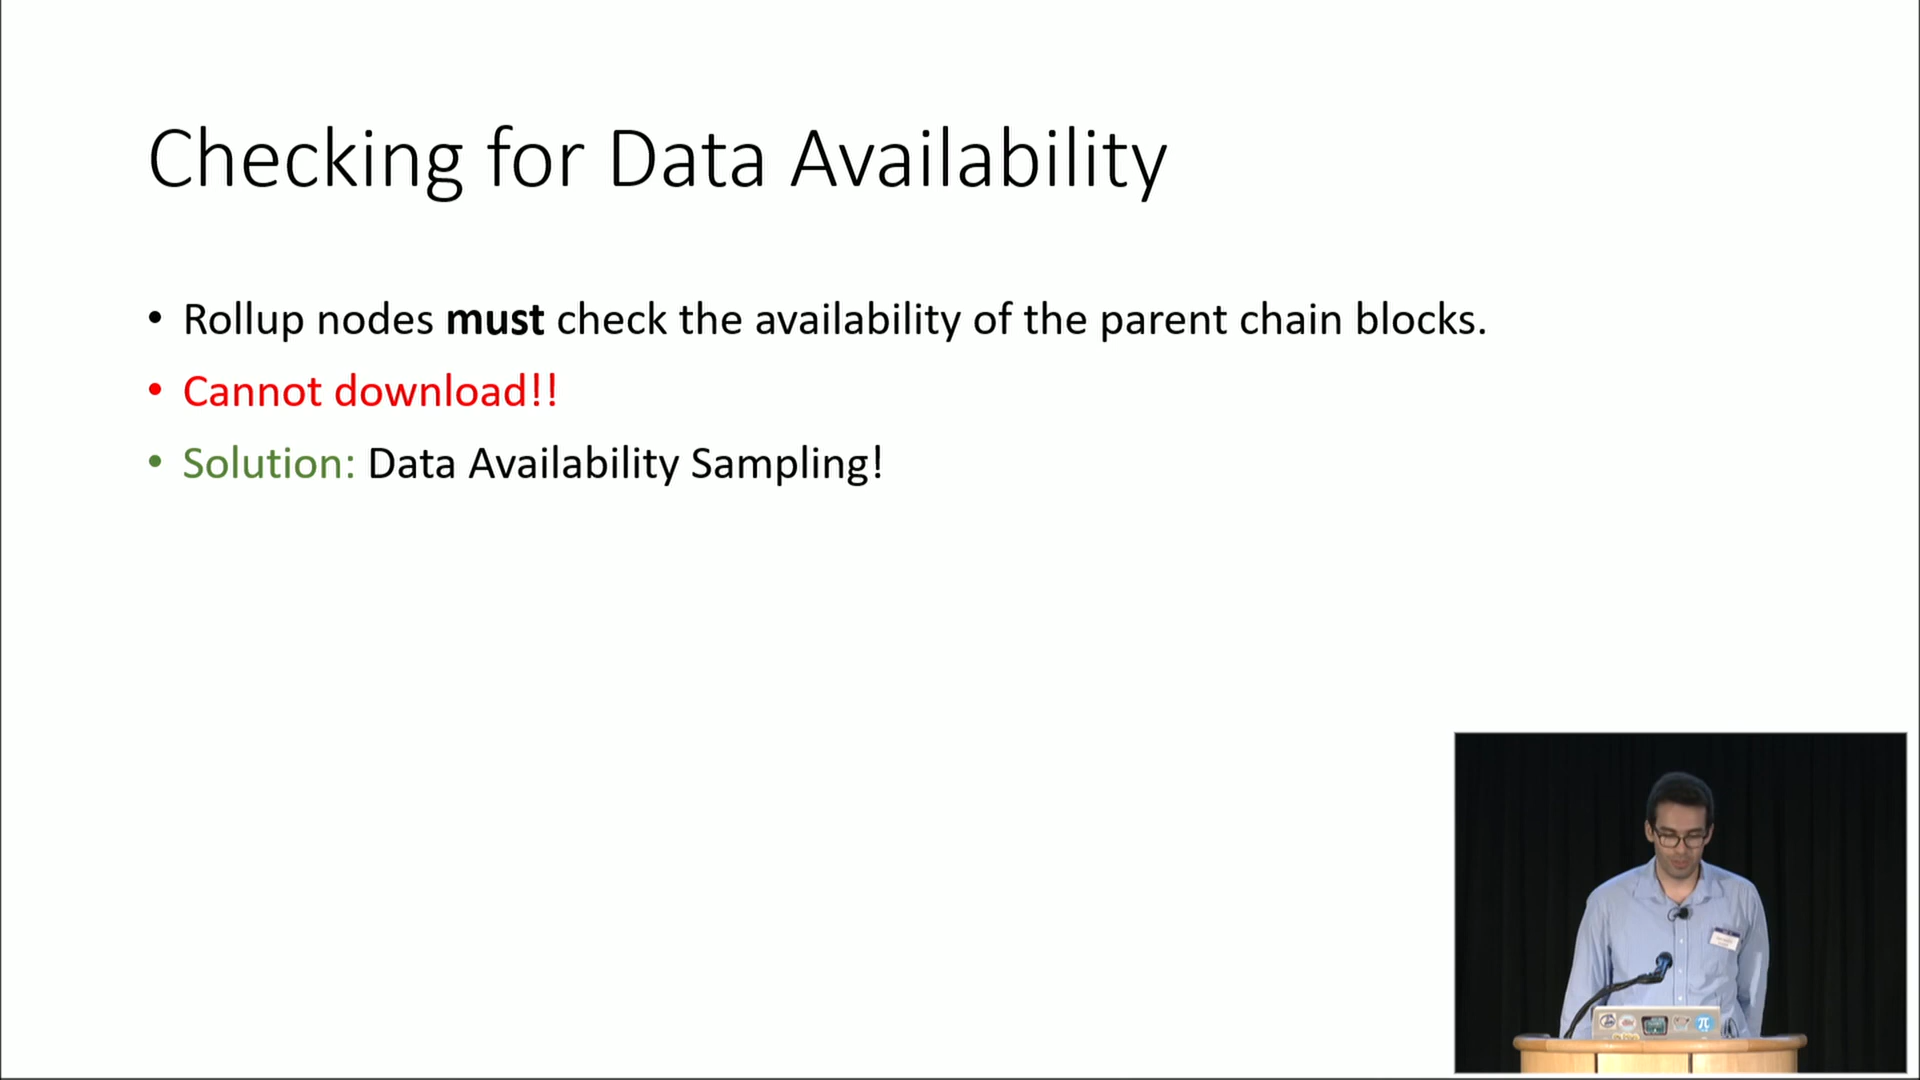 Checking for Data Availability
• Rollup nodes must check the availability of the parent chain blocks.
• Cannot download!!
• Solution: Data Availability Sampling!
π